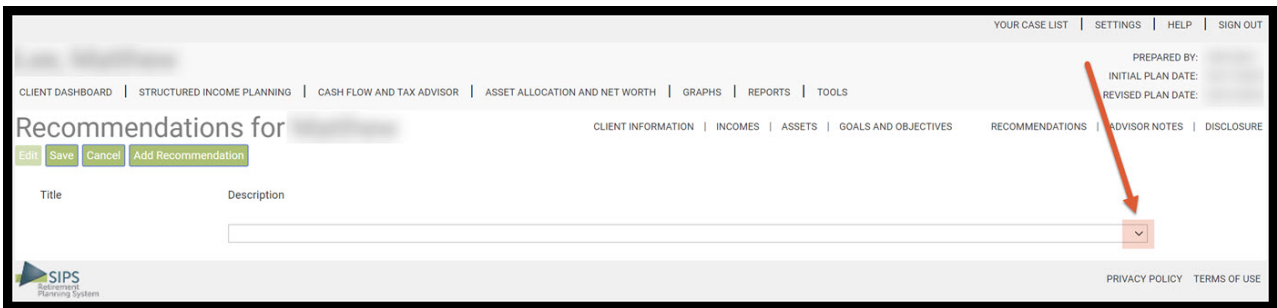 YOUR CASE LIST | SETTINGS | HELP | SIGN OUT
PREPARED BY:
INITIAL PLAN DATE:
REVISED PLAN DATE:
CLIENT DASHBOARD | STRUCTURED INCOME PLANNING | CASH FLOW AND TAX ADVISOR | ASSET ALLOCATION AND NET WORTH | GRAPHS | REPORTS | TOOLS
Recommendations for
CLIENT INFORMATION | INCOMES | ASSETS | GOALS AND OBJECTIVES RECOMMENDATIONS | ADVISOR NOTES | DISCLOSURE
Edit Save Cancel Add Recommendation
Title Description
SIPS
Retirement
Planning System
PRIVACY POLICY TERMS OF USE